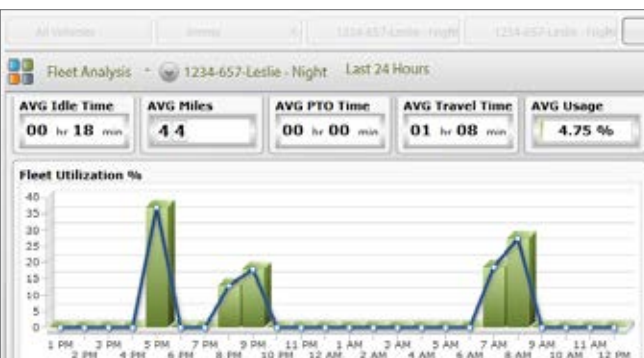 All Vehicles
1234-657-Leslie - Night
1234-657-Leslie - Night
Fleet Analysis - 1234-657-Leslie - Night Last 24 Hours
AVG Idle Time AVG Miles AVG PTO Time AVG Travel Time AVG Usage
00 hr 18 min 44 00 hr 00 min 01 hr 08 min 4.75 %
Fleet Utilization %
40
35
30
25
20
15
10
5
0
1 PM 3 PM 5 PM 7 PM 9 PM 11 PM 1 AM 3 AM 5 AM 7 AM 9 AM 11 AM
2 PM 4 PM 6 PM 8 PM 10 PM 12 AM 2 AM 4 AM 6 AM 8 AM 10 AM 12 PM